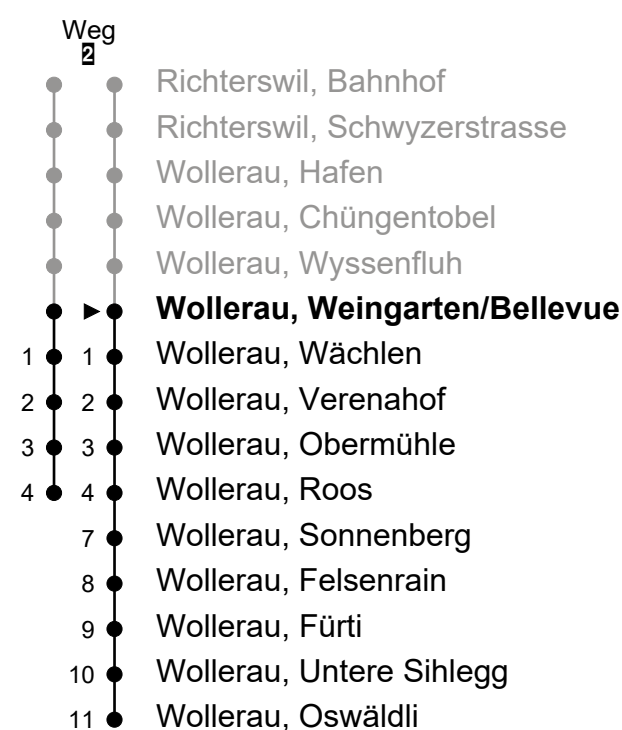 Weg
2
Richterswil, Bahnhof
Richterswil, Schwyzerstrasse
Wollerau, Hafen
Wollerau, Chüngentobel
Wollerau, Wyssenfluh
Wollerau, Weingarten/Bellevue
1 1 Wollerau, Wächlen
2 2 Wollerau, Verenahof
3 3 Wollerau, Obermühle
4 4 Wollerau, Roos
7 Wollerau, Sonnenberg
8 Wollerau, Felsenrain
9 Wollerau, Fürti
10 Wollerau, Untere Sihlegg
11 Wollerau, Oswäldli